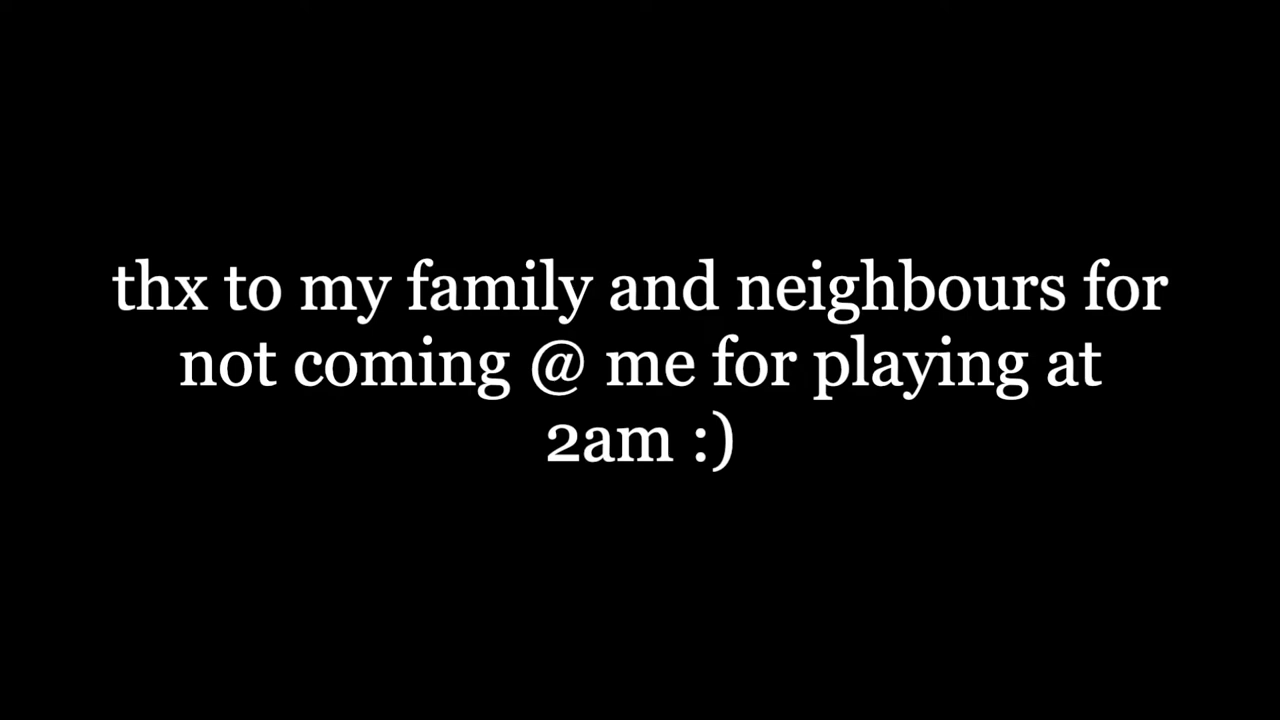 thx to my family and neighbours for
not coming @ me for playing at
2am :)